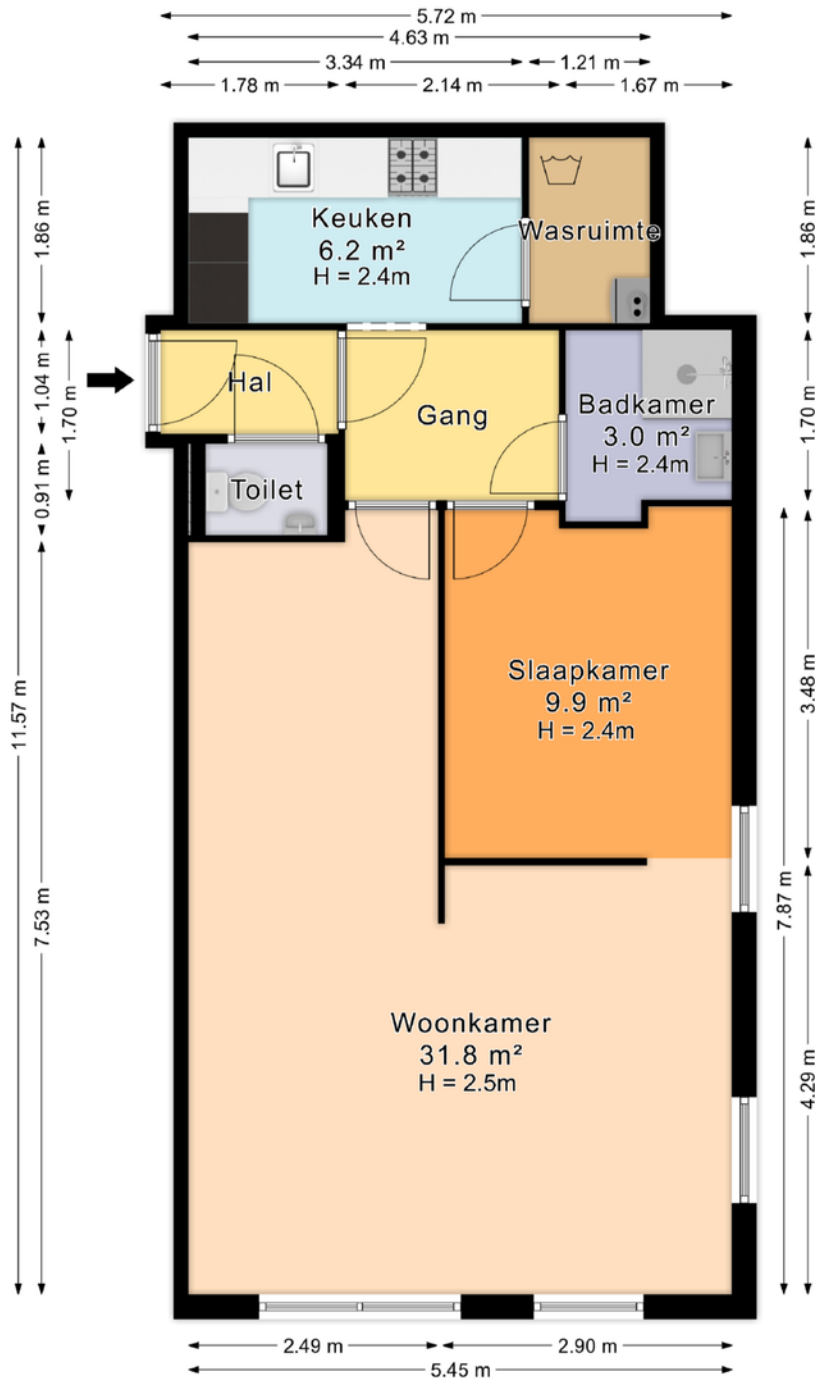 5.72 m
4.63 m
3.34 m
1.21 m
1.78 m
2.14 m
1.67 m
11.57 m
1.86 m
1.04 m
0.91 m
7.53 m
1.70 m
Keuken
6.2 m²
H = 2.4m
Wasruimte
Hal
Gang
Badkamer
3.0 m²
H = 2.4m
Toilet
Slaapkamer
9.9 m²
H = 2.4m
Woonkamer
31.8 m²
H = 2.5m
1.86 m
1.70 m
3.48 m
7.87 m
4.29 m
2.49 m
2.90 m
5.45 m